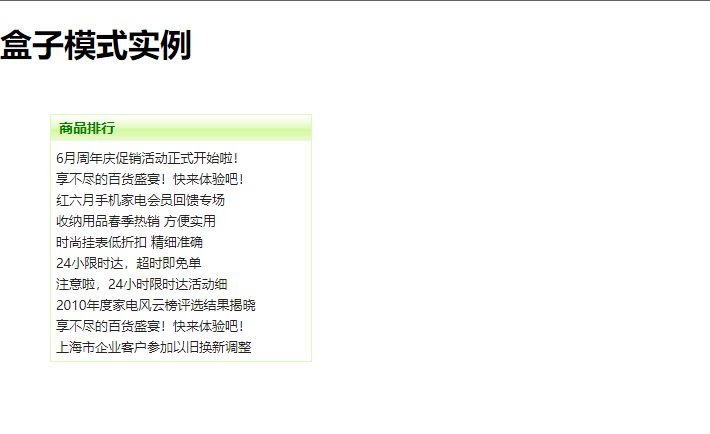 盒子模式实例
商品排行
6月周年庆促销活动正式开始啦！
享不尽的百货盛宴！快来体验吧！
红六月手机家电会员回馈专场
收纳用品春季热销 方便实用
时尚挂表低折扣 精细准确
24小限时达，超时即免单
注意啦，24小时限时达活动细
2010年度家电风云榜评选结果揭晓
享不尽的百货盛宴！快来体验吧！
上海市企业客户参加以旧换新调整